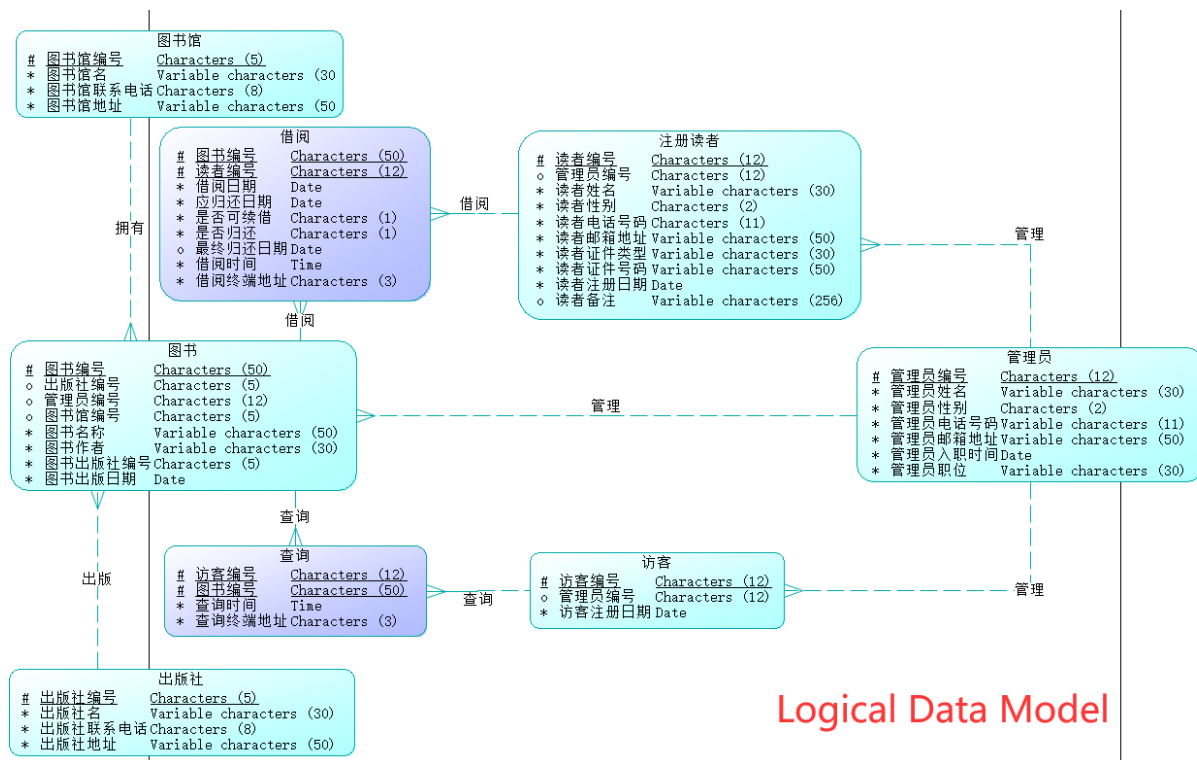 图书馆
# 图书馆编号 Characters (5)
* 图书馆名 Variable characters (30
* 图书馆联系电话 Characters (8)
* 图书馆地址 Variable characters (50
借阅
# 图书编号 Characters (50)
# 读者编号 Characters (12)
* 借阅日期 Date
* 应归还日期 Date
* 是否可续借 Characters (1)
* 是否归还 Characters (1)
o 最终归还日期 Date
* 借阅时间 Time
* 借阅终端地址 Characters (3)
借阅
注册读者
# 读者编号 Characters (12)
o 管理员编号 Characters (12)
* 读者姓名 Variable characters (30)
* 读者性别 Characters (2)
* 读者电话号码 Characters (11)
* 读者邮箱地址 Variable characters (50)
* 读者证件类型 Variable characters (30)
* 读者证件号码 Variable characters (50)
* 读者注册日期 Date
o 读者备注 Variable characters (256)
拥有
管理
借阅
图书
# 图书编号 Characters (50)
o 出版社编号 Characters (5)
o 管理员编号 Characters (12)
o 图书馆编号 Characters (5)
* 图书名称 Variable characters (50)
* 图书作者 Variable characters (30)
* 图书出版社编号 Characters (5)
* 图书出版日期 Date
管理
管理员
# 管理员编号 Characters (12)
* 管理员姓名 Variable characters (30)
* 管理员性别 Characters (2)
* 管理员电话号码 Variable characters (11)
* 管理员邮箱地址 Variable characters (50)
* 管理员入职时间 Date
* 管理员职位 Variable characters (30)
查询
出版
查询
# 访客编号 Characters (12)
# 图书编号 Characters (50)
* 查询时间 Time
* 查询终端地址 Characters (3)
查询
访客
# 访客编号 Characters (12)
o 管理员编号 Characters (12)
* 访客注册日期 Date
管理
出版社
# 出版社编号 Characters (5)
* 出版社名 Variable characters (30)
* 出版社联系电话 Characters (8)
* 出版社地址 Variable characters (50)
Logical Data Model